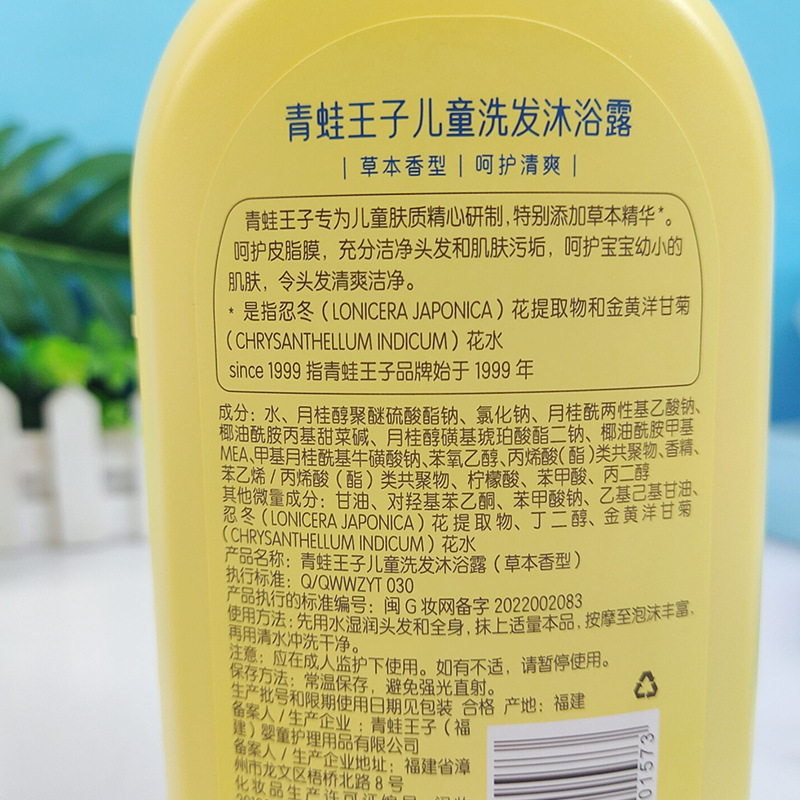 青蛙王子儿童洗发沐浴露
| 草本香型 | 呵护清爽 |
青蛙王子专为儿童肤质精心研制,特别添加草本精华*。
呵护皮脂膜，充分洁净头发和肌肤污垢，呵护宝宝幼小的
肌肤，令头发清爽洁净。
* 是指忍冬（LONICERA JAPONICA）花提取物和金黄洋甘菊
（CHRYSANTHELLUM INDICUM）花水
since 1999 指青蛙王子品牌始于 1999 年
成分：水、月桂醇聚醚硫酸酯钠、氯化钠、月桂酰两性基乙酸钠、
椰油酰胺丙基甜菜碱、月桂醇磺基琥珀酸酯二钠、椰油酰胺甲基
MEA、甲基月桂酰基牛磺酸钠、苯氧乙醇、丙烯酸(酯)类共聚物、香精、
苯乙烯/丙烯酸（酯）类共聚物、柠檬酸、苯甲酸、丙二醇
其他微量成分：甘油、对羟基苯乙酮、苯甲酸钠、乙基己基甘油、
忍冬（LONICERA JAPONICA）花提取物、丁二醇、金黄洋甘菊
（CHRYSANTHELLUM INDICUM）花水
产品名称：青蛙王子儿童洗发沐浴露（草本香型）
执行标准：Q/QWWZYT 030
产品执行的标准编号：闽 G 妆网备字 2022002083
使用方法：先用水湿润头发和全身，抹上适量本品，按摩至泡沫丰富，
再用清水冲洗干净。
注意：应在成人监护下使用。如有不适，请暂停使用。
保存方法：常温保存，避免强光直射。
生产批号和限期使用日期见包装 合格 产地：福建
备案人/生产企业：青蛙王子（福
建）婴童护理用品有限公司
备案人/生产企业地址：福建省漳
州市龙文区梧桥北路 8 号
化妆品生产许可证编号
01573